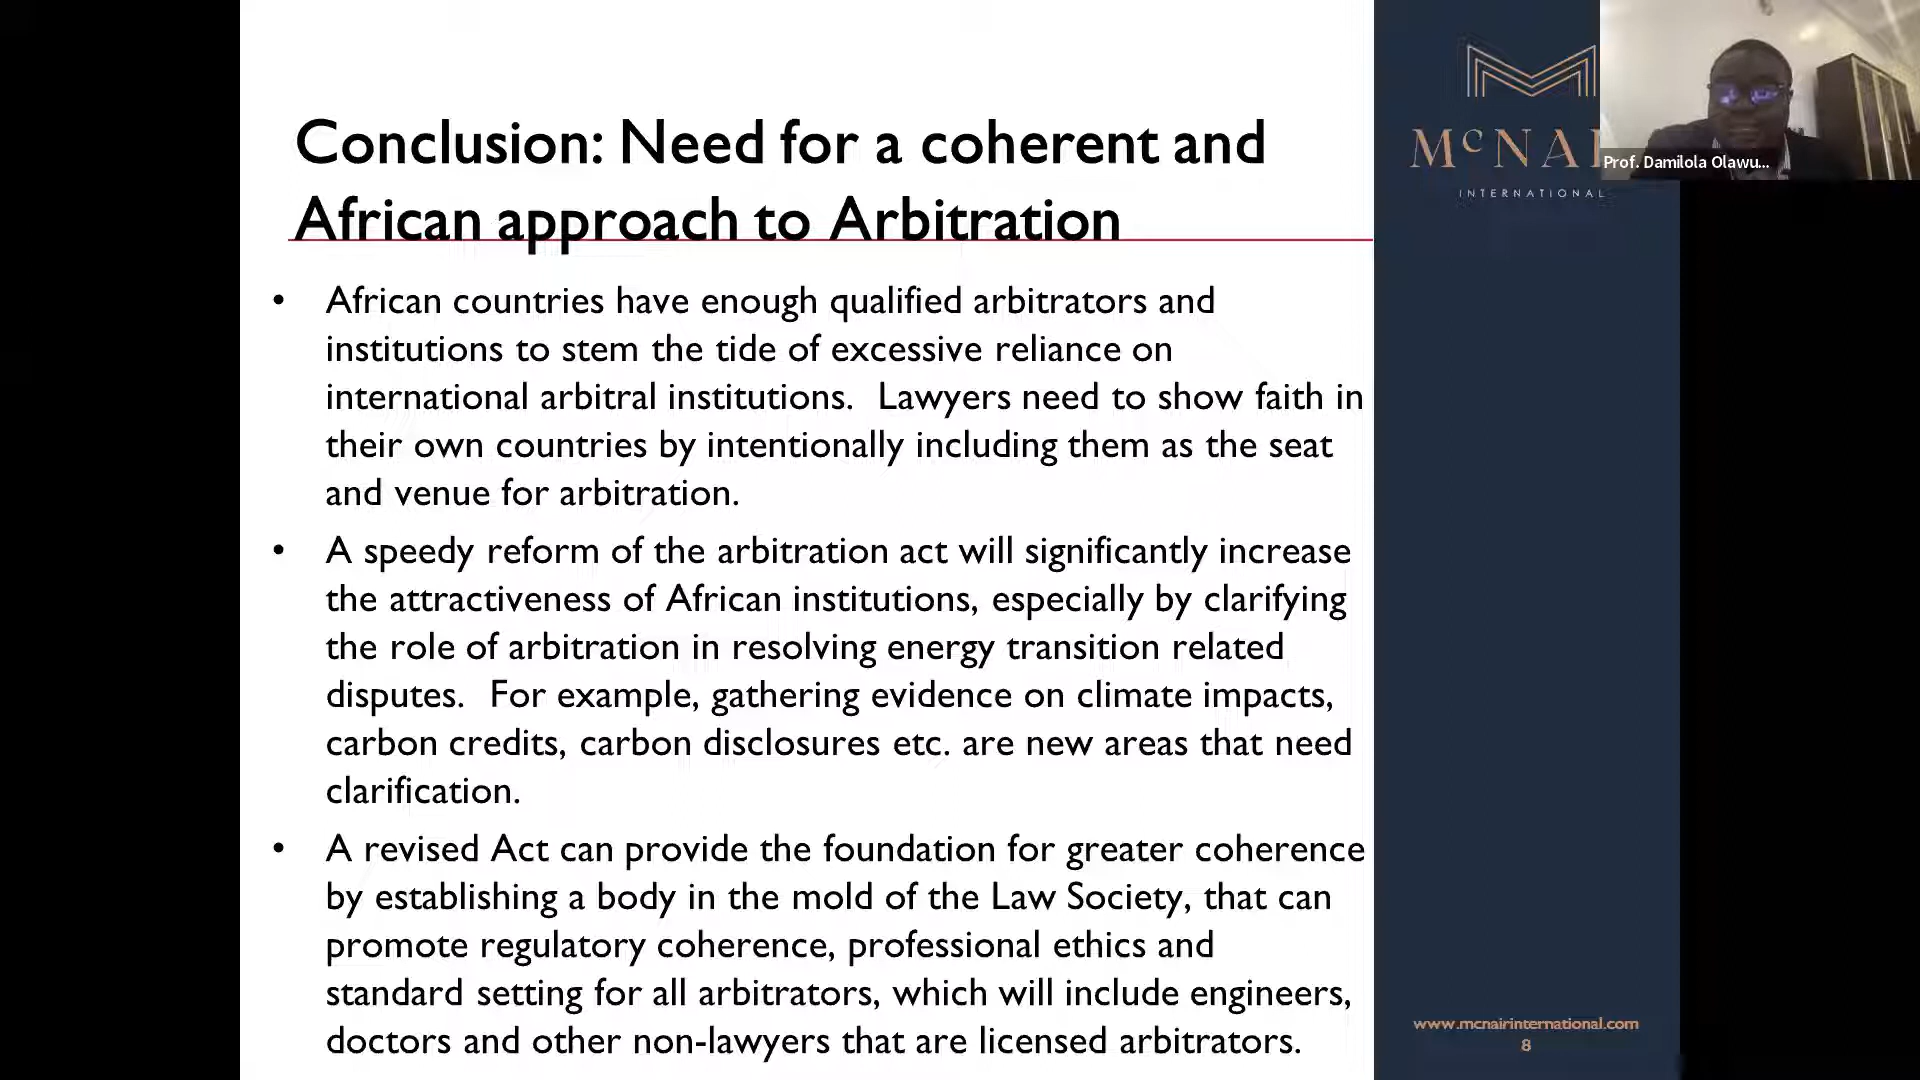 Conclusion: Need for a coherent and
African approach to Arbitration
• African countries have enough qualified arbitrators and
institutions to stem the tide of excessive reliance on
international arbitral institutions. Lawyers need to show faith in
their own countries by intentionally including them as the seat
and venue for arbitration.
• A speedy reform of the arbitration act will significantly increase
the attractiveness of African institutions, especially by clarifying
the role of arbitration in resolving energy transition related
disputes. For example, gathering evidence on climate impacts,
carbon credits, carbon disclosures etc. are new areas that need
clarification.
• A revised Act can provide the foundation for greater coherence
by establishing a body in the mold of the Law Society, that can
promote regulatory coherence, professional ethics and
standard setting for all arbitrators, which will include engineers,
doctors and other non-lawyers that are licensed arbitrators.
McNAI
INTERNATIONAL
Prof. Damilola Olawu...
www.mcnairinternational.com
8